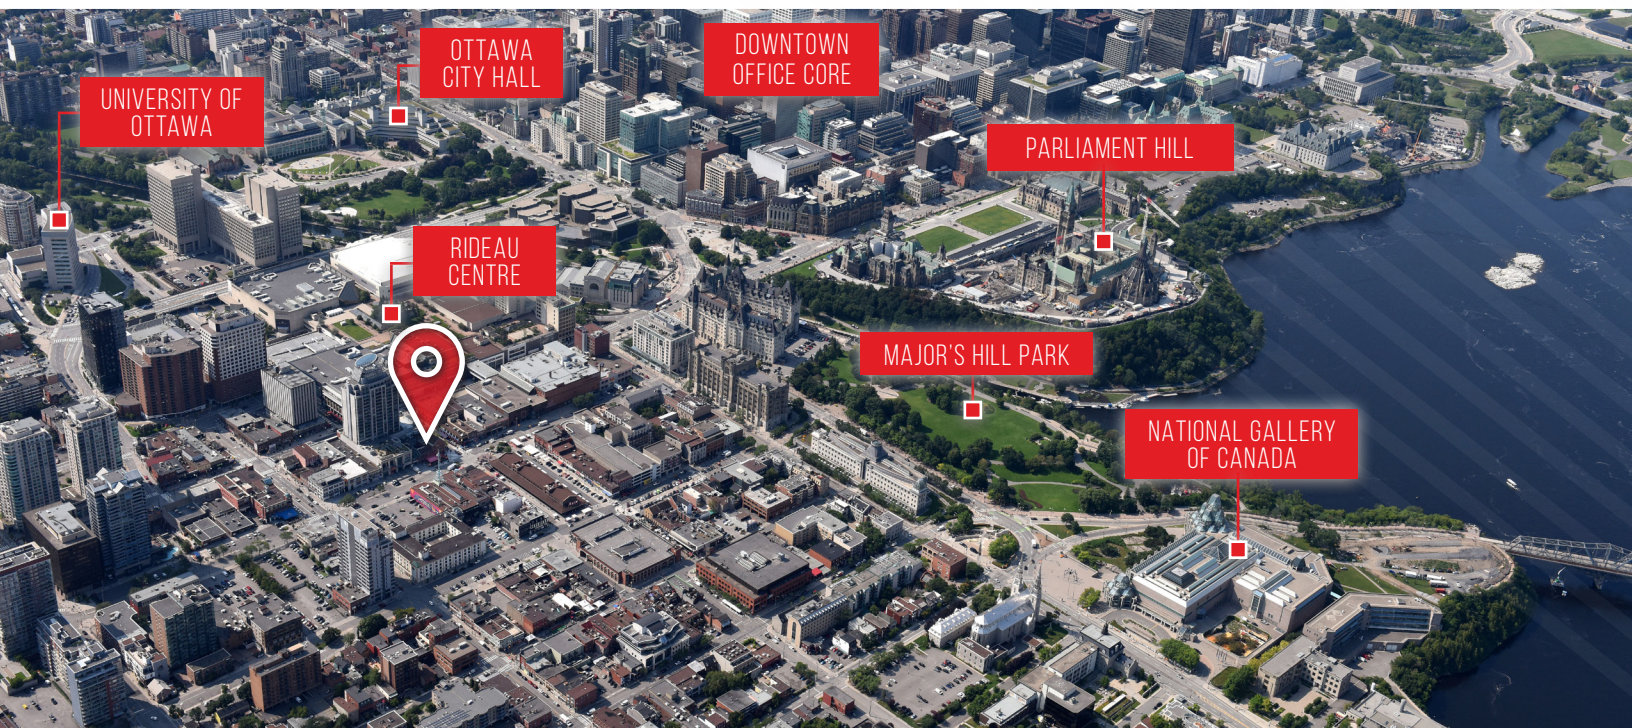 OTTAWA
CITY HALL
DOWNTOWN
OFFICE CORE
UNIVERSITY OF
OTTAWA
PARLIAMENT HILL
RIDEAU
CENTRE
MAJOR'S HILL PARK
NATIONAL GALLERY
OF CANADA